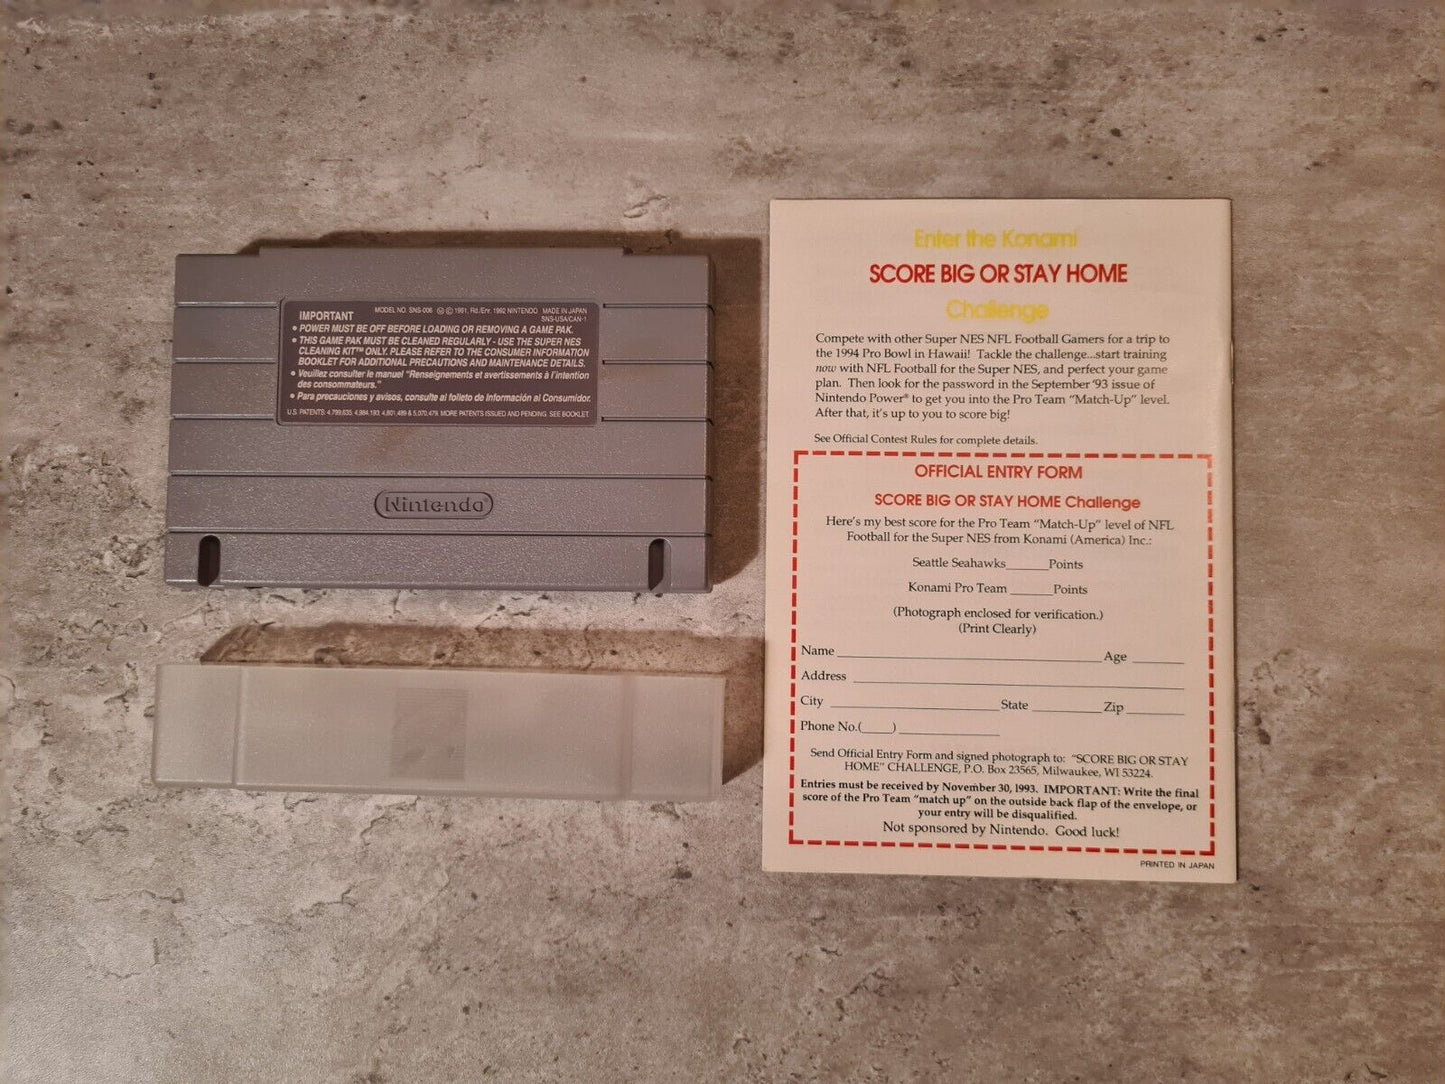 MODEL NO. SNS-006 Ⓜ © 1991, Rd./Enr. 1992 NINTENDO MADE IN JAPAN
IMPORTANT SNS-USA/CAN-1
• POWER MUST BE OFF BEFORE LOADING OR REMOVING A GAME PAK.
• THIS GAME PAK MUST BE CLEANED REGULARLY - USE THE SUPER NES
CLEANING KIT™ ONLY. PLEASE REFER TO THE CONSUMER INFORMATION
BOOKLET FOR ADDITIONAL PRECAUTIONS AND MAINTENANCE DETAILS.
• Veuillez consulter le manuel "Renseignements et avertissements à l'intention
des consommateurs."
• Para precauciones y avisos, consulte al folleto de Información al Consumidor.
U.S. PATENTS: 4,799,635, 4,984,193, 4,801,489 & 5,070,479 MORE PATENTS ISSUED AND PENDING. SEE BOOKLET.
Nintendo®
Enter the Konami
SCORE BIG OR STAY HOME
Challenge
Compete with other Super NES NFL Football Gamers for a trip to
the 1994 Pro Bowl in Hawaii! Tackle the challenge...start training
now with NFL Football for the Super NES, and perfect your game
plan. Then look for the password in the September '93 issue of
Nintendo Power® to get you into the Pro Team "Match-Up" level.
After that, it's up to you to score big!
See Official Contest Rules for complete details.
OFFICIAL ENTRY FORM
SCORE BIG OR STAY HOME Challenge
Here's my best score for the Pro Team "Match-Up" level of NFL
Football for the Super NES from Konami (America) Inc.:
Seattle Seahawks______Points
Konami Pro Team ______Points
(Photograph enclosed for verification.)
(Print Clearly)
Name ______ Age ______
Address ______
City ______ State ______ Zip ______
Phone No.(____) ______
Send Official Entry Form and signed photograph to: "SCORE BIG OR STAY
HOME" CHALLENGE, P.O. Box 23565, Milwaukee, WI 53224.
Entries must be received by November 30, 1993. IMPORTANT: Write the final
score of the Pro Team "match up" on the outside back flap of the envelope, or
your entry will be disqualified.
Not sponsored by Nintendo. Good luck!
PRINTED IN JAPAN